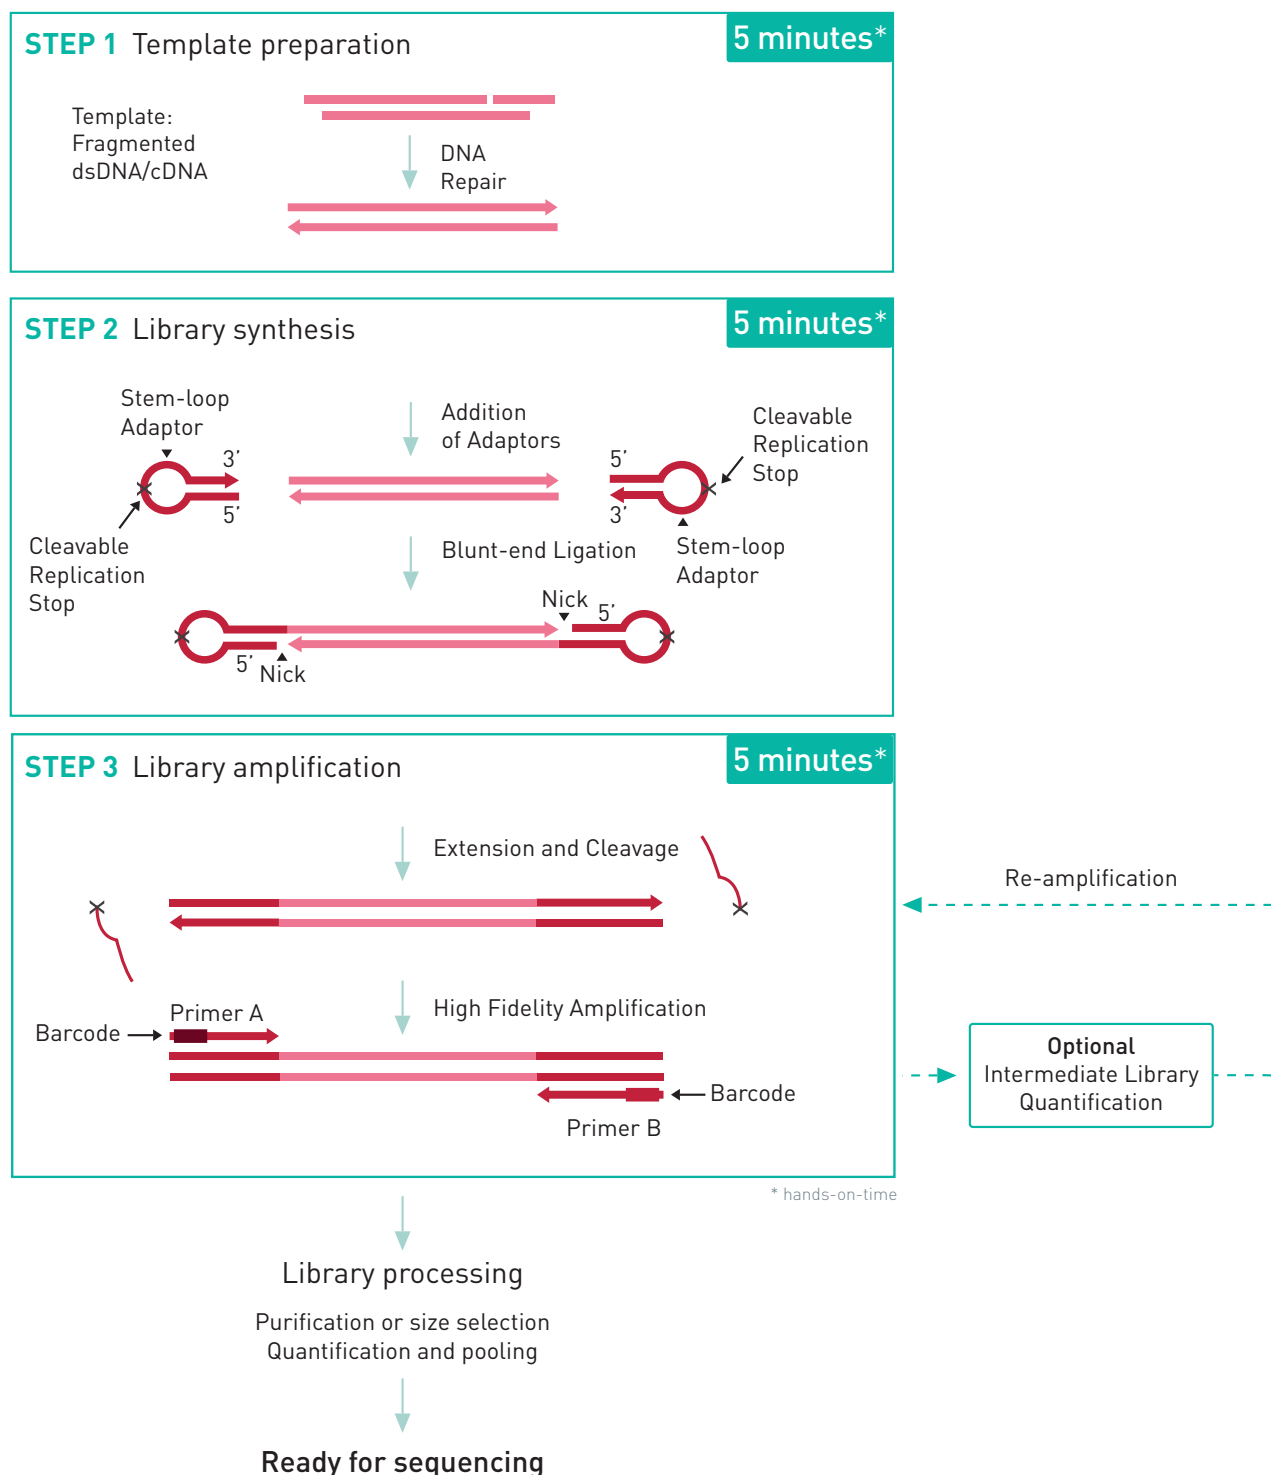 STEP 1 Template preparation
5 minutes*
Template:
Fragmented
dsDNA/cDNA
DNA
Repair
STEP 2 Library synthesis
5 minutes*
Stem-loop
Adaptor
3’
5’
Cleavable
Replication
Stop
Addition
of Adaptors
5’
3’
Cleavable
Replication
Stop
Stem-loop
Adaptor
Blunt-end Ligation
Nick
5’
5’
Nick
STEP 3 Library amplification
5 minutes*
Extension and Cleavage
Re-amplification
High Fidelity Amplification
Primer A
Barcode
Barcode
Primer B
Optional
Intermediate Library
Quantification
* hands-on-time
Library processing
Purification or size selection
Quantification and pooling
Ready for sequencing